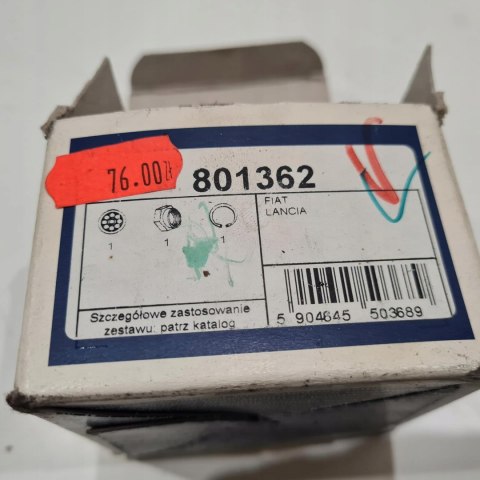 76.00zł
801362
FIAT
LANCIA
1 1 1
Szczegółowe zastosowanie
zestawu: patrz katalog
5 904645 503689